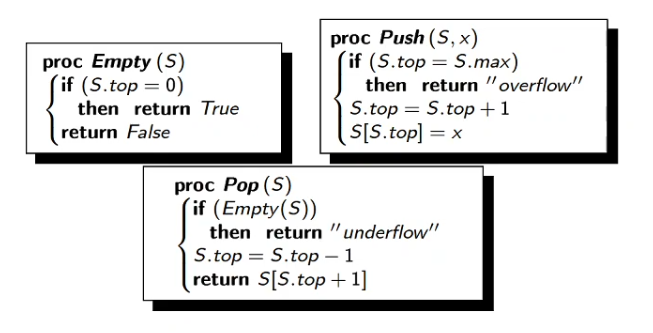 proc Empty (S)
if (S.top = 0)
then return True
return False
proc Push (S, x)
if (S.top = S.max)
then return "overflow"
S.top = S.top + 1
S[S.top] = x
proc Pop (S)
if (Empty(S))
then return "underflow"
S.top = S.top − 1
return S[S.top + 1]